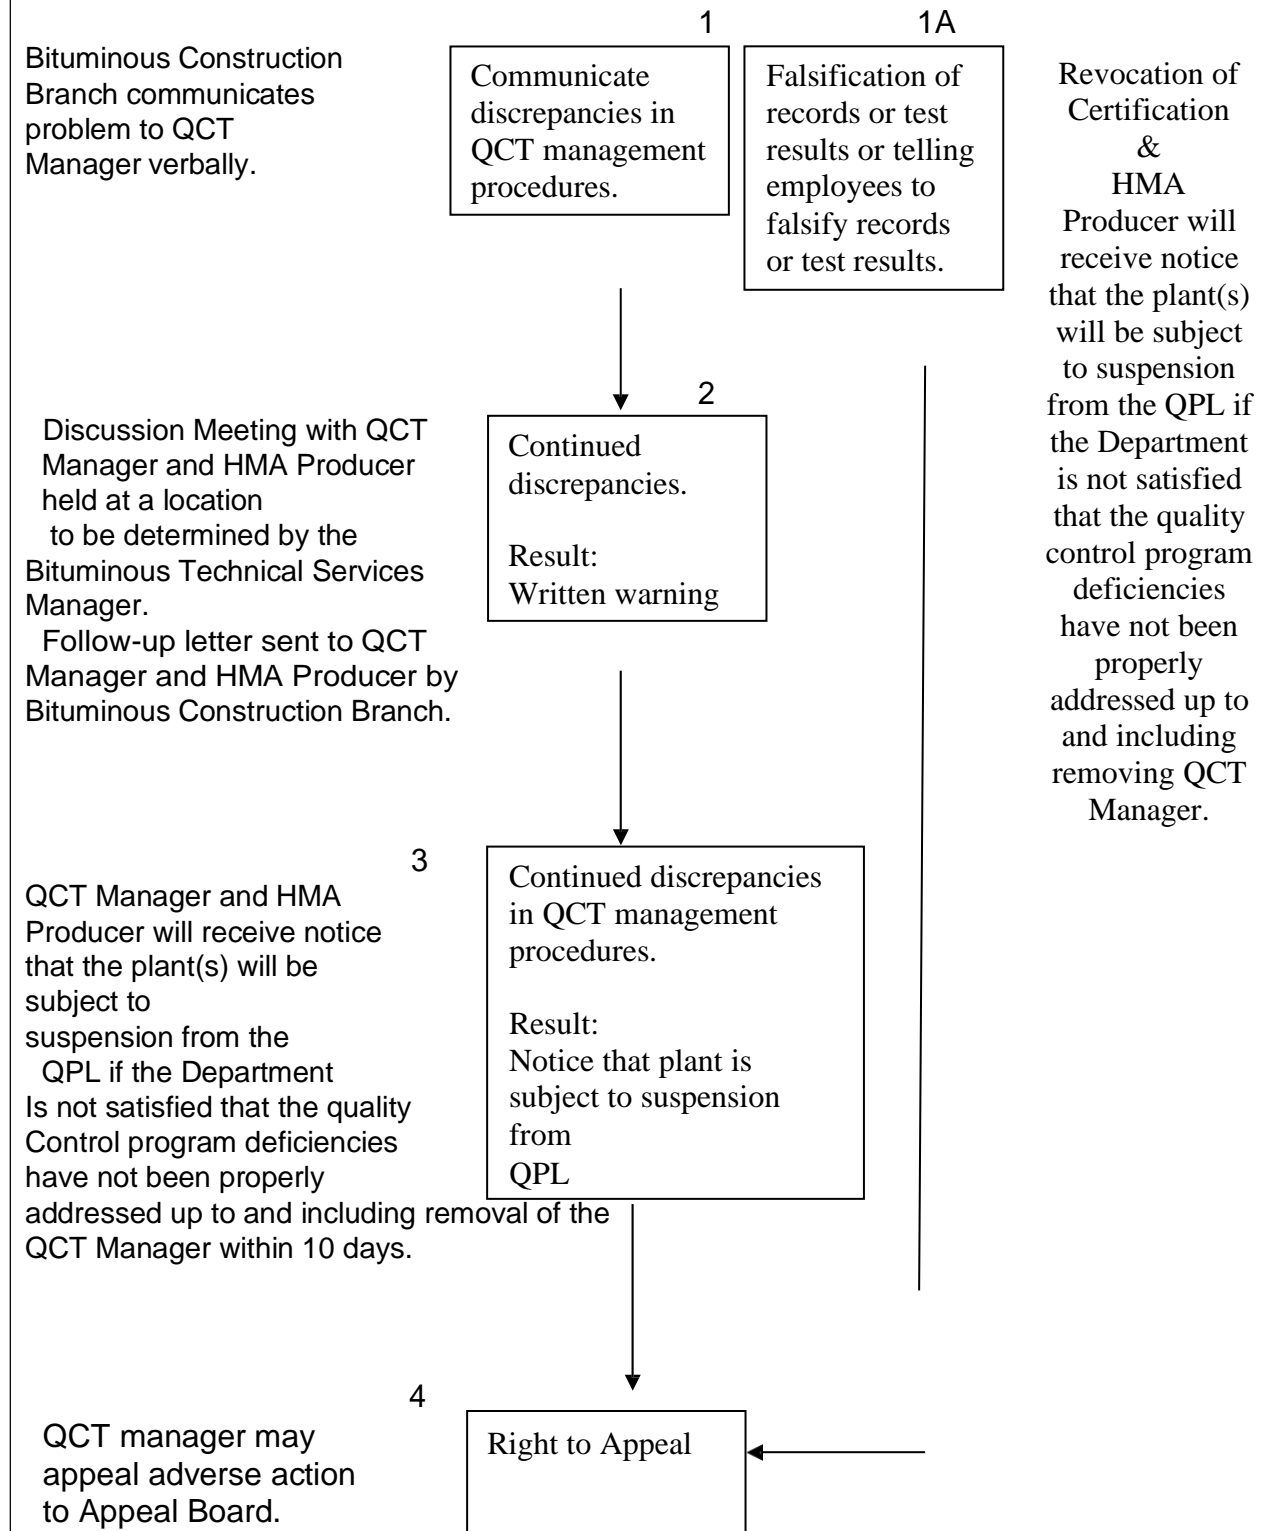 1
1A
Bituminous Construction
Branch communicates
problem to QCT
Manager verbally.
Communicate
discrepancies in
QCT management
procedures.
Falsification of
records or test
results or telling
employees to
falsify records
or test results.
Revocation of
Certification
&
HMA
Producer will
receive notice
that the plant(s)
will be subject
to suspension
from the QPL if
the Department
is not satisfied
that the quality
control program
deficiencies
have not been
properly
addressed up to
and including
removing QCT
Manager.
2
Discussion Meeting with QCT
Manager and HMA Producer
held at a location
to be determined by the
Bituminous Technical Services
Manager.
Follow-up letter sent to QCT
Manager and HMA Producer by
Bituminous Construction Branch.
Continued
discrepancies.
Result:
Written warning
3
QCT Manager and HMA
Producer will receive notice
that the plant(s) will be
subject to
suspension from the
QPL if the Department
Is not satisfied that the quality
Control program deficiencies
have not been properly
addressed up to and including removal of the
QCT Manager within 10 days.
Continued discrepancies
in QCT management
procedures.
Result:
Notice that plant is
subject to suspension
from
QPL
4
QCT manager may
appeal adverse action
to Appeal Board.
Right to Appeal